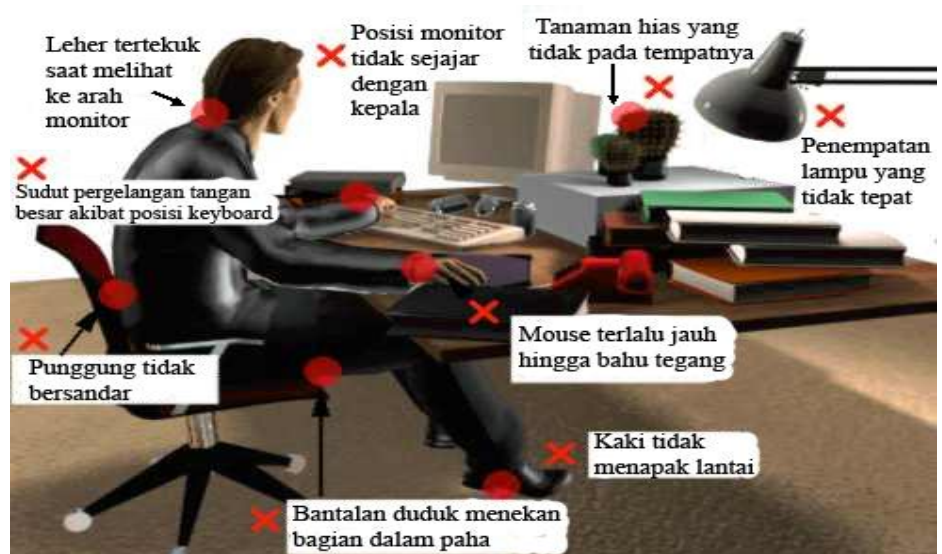 Leher tertekuk
saat melihat
ke arah
monitor
Posisi monitor
tidak sejajar
dengan
kepala
Tanaman hias yang
tidak pada tempatnya
Penempatan
lampu yang
tidak tepat
Sudut pergelangan tangan
besar akibat posisi keyboard
Punggung tidak
bersandar
Mouse terlalu jauh
hingga bahu tegang
Kaki tidak
menapak lantai
Bantalan duduk menekan
bagian dalam paha